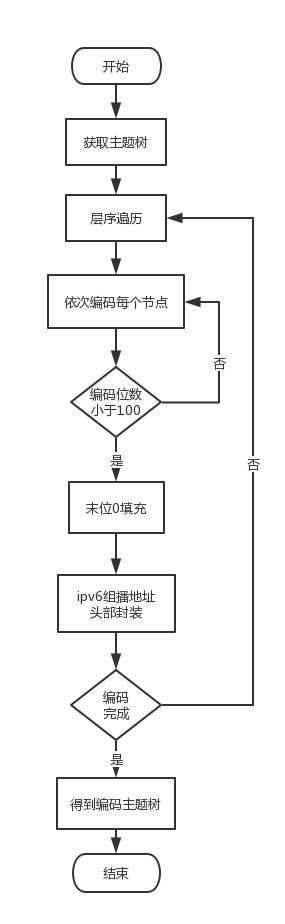 开始
获取主题树
层序遍历
依次编码每个节点
否
编码位数
小于100
是
否
末位0填充
ipv6组播地址
头部封装
编码
完成
是
得到编码主题树
结束